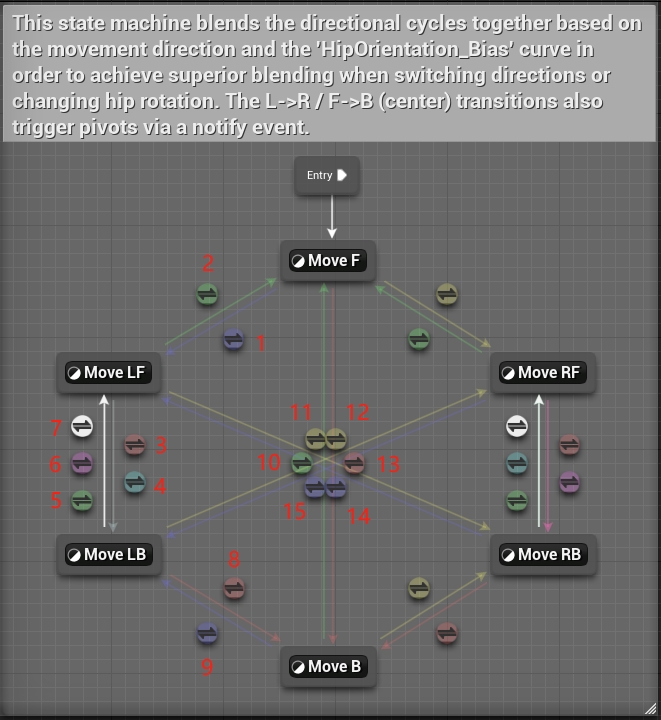 This state machine blends the directional cycles together based on
the movement direction and the 'HipOrientation_Bias' curve in
order to achieve superior blending when switching directions or
changing hip rotation. The L->R / F->B (center) transitions also
trigger pivots via a notify event.
Entry
Move F
2
1
Move LF
Move RF
7
3
6
4
5
11
12
10
13
15
14
Move LB
Move RB
8
9
Move B